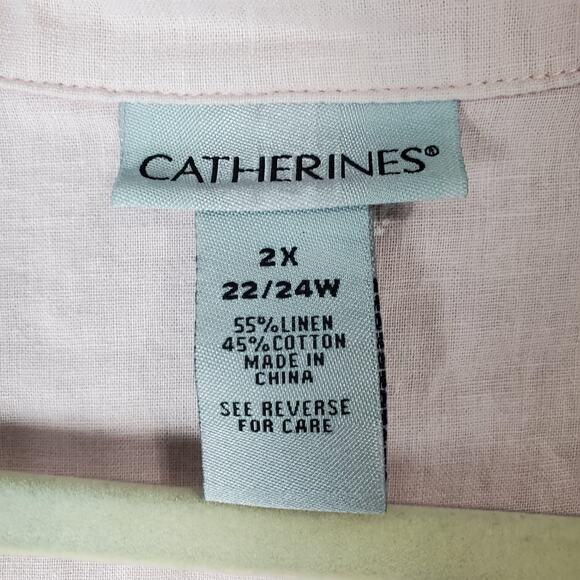 CATHERINES®
2X
22/24W
55%LINEN
45%COTTON
MADE IN
CHINA
SEE REVERSE
FOR CARE